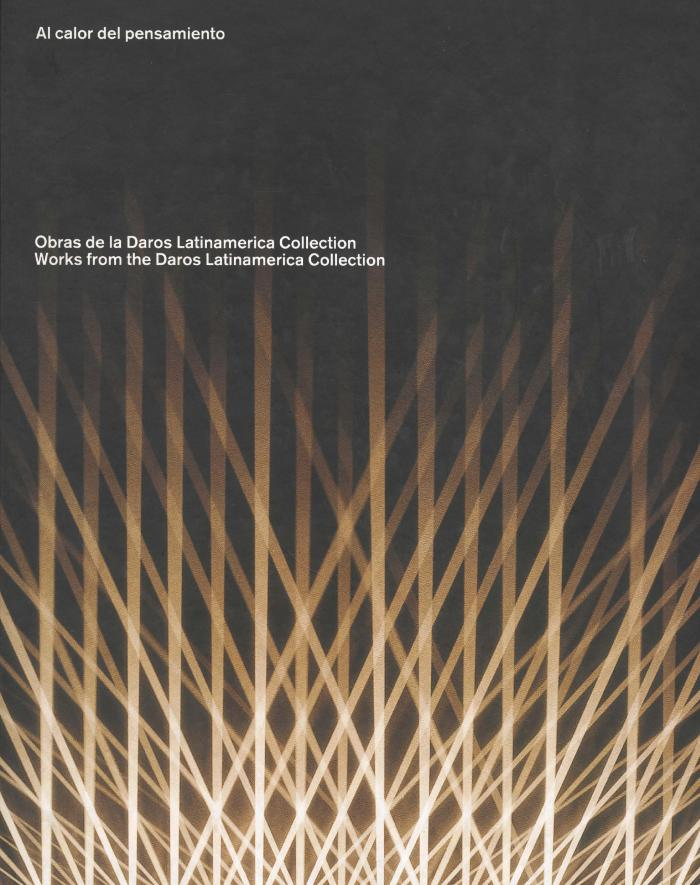 Al calor del pensamiento
Obras de la Daros Latinamerica Collection
Works from the Daros Latinamerica Collection